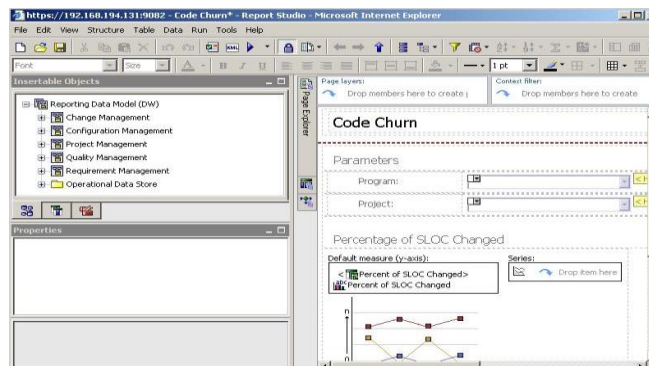 https://192.168.194.131:9082 - Code Churn* - Report Studio - Microsoft Internet Explorer
File Edit View Structure Table Data Run Tools Help
Font Size 1 pt
Insertable Objects
Reporting Data Model (DW)
Change Management
Configuration Management
Project Management
Quality Management
Requirement Management
Operational Data Store
Properties
Page Explorer
Page layers:
Drop members here to create
Context filter:
Drop members here to create
Code Churn
Parameters
Program:
Project:
Percentage of SLOC Changed
Default measure (y-axis):
<Percent of SLOC Changed>
Percent of SLOC Changed
Series:
Drop item here
n
n